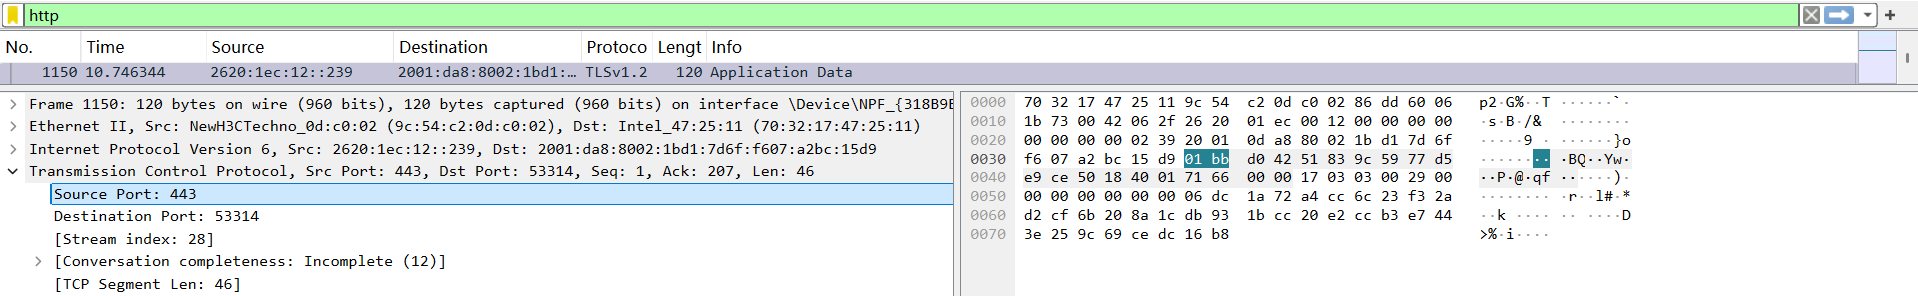 http
No. Time Source Destination Protoco Lengt Info
1150 10.746344 2620:1ec:12::239 2001:da8:8002:1bd1:… TLSv1.2 120 Application Data
Frame 1150: 120 bytes on wire (960 bits), 120 bytes captured (960 bits) on interface \Device\NPF_{318B9E
Ethernet II, Src: NewH3CTechno_0d:c0:02 (9c:54:c2:0d:c0:02), Dst: Intel_47:25:11 (70:32:17:47:25:11)
Internet Protocol Version 6, Src: 2620:1ec:12::239, Dst: 2001:da8:8002:1bd1:7d6f:f607:a2bc:15d9
Transmission Control Protocol, Src Port: 443, Dst Port: 53314, Seq: 1, Ack: 207, Len: 46
Source Port: 443
Destination Port: 53314
[Stream index: 28]
[Conversation completeness: Incomplete (12)]
[TCP Segment Len: 46]
0000 70 32 17 47 25 11 9c 54 c2 0d c0 02 86 dd 60 06 p2·G%··T ······`·
0010 1b 73 00 42 06 2f 26 20 01 ec 00 12 00 00 00 00 ·s·B·/& ········
0020 00 00 00 00 02 39 20 01 0d a8 80 02 1b d1 7d 6f ·····9 · ······}o
0030 f6 07 a2 bc 15 d9 01 bb d0 42 51 83 9c 59 77 d5 ········ ·BQ··Yw·
0040 e9 ce 50 18 40 01 71 66 00 00 17 03 03 00 29 00 ··P·@·qf ······)·
0050 00 00 00 00 00 00 06 dc 1a 72 a4 cc 6c 23 f3 2a ········ ·r··l#·*
0060 d2 cf 6b 20 8a 1c db 93 1b cc 20 e2 cc b3 e7 44 ··k ···· ·· ····D
0070 3e 25 9c 69 ce dc 16 b8 >%·i····